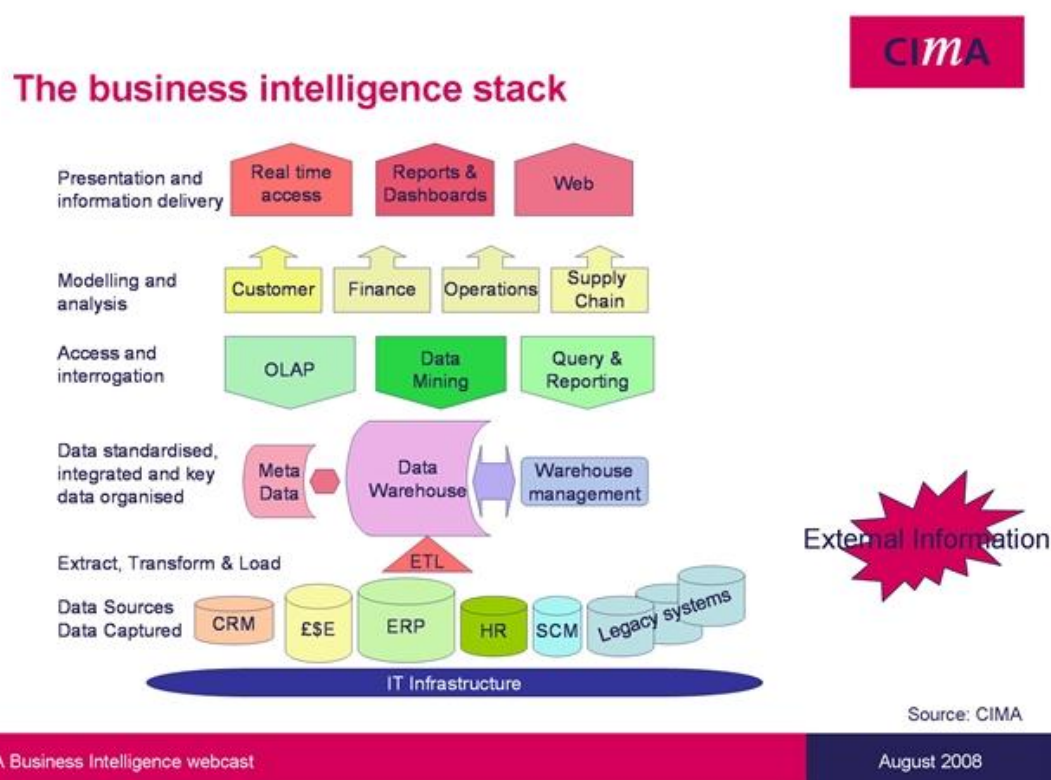 CIMA
The business intelligence stack
Presentation and
information delivery
Real time
access
Reports &
Dashboards
Web
Modelling and
analysis
Customer
Finance
Operations
Supply
Chain
Access and
interrogation
OLAP
Data
Mining
Query &
Reporting
Data standardised,
integrated and key
data organised
Meta
Data
Data
Warehouse
Warehouse
management
External Information
Extract, Transform & Load
ETL
Data Sources
Data Captured
CRM
£$E
ERP
HR
SCM
Legacy systems
IT Infrastructure
Source: CIMA
A Business Intelligence webcast
August 2008